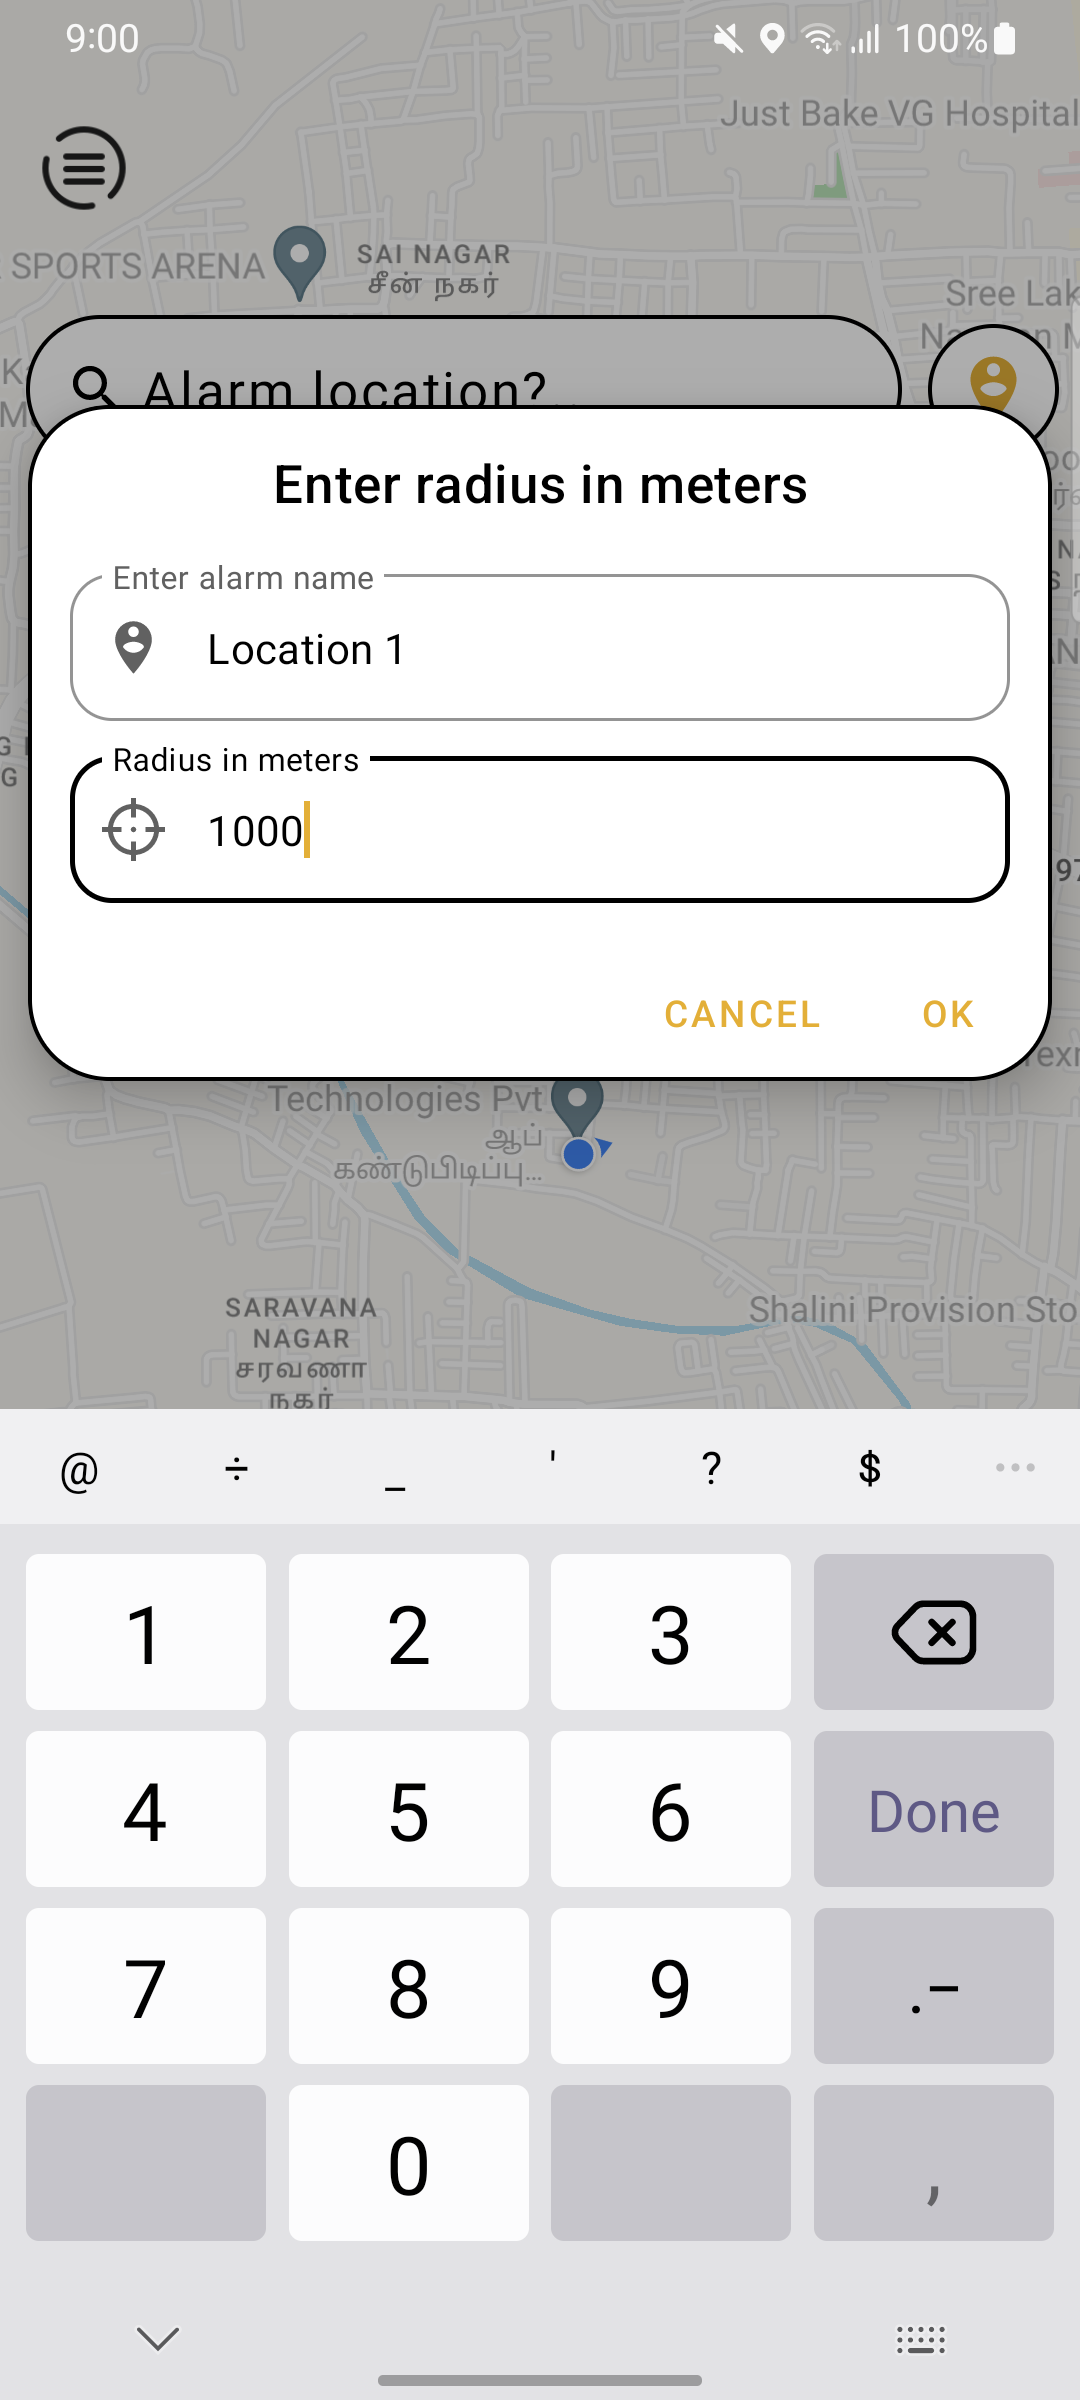 9:00
100%
Just Bake VG Hospital
SPORTS ARENA
SAI NAGAR
சீன் நகர்
Sree Lak
Alarm location?
Enter radius in meters
Enter alarm name
Location 1
Radius in meters
1000
97
CANCEL OK
Technologies Pvt
ஆப்
கண்டுபிடிப்பு...
SARAVANA
NAGAR
சரவணா
நகர்
Shalini Provision Sto
@ ÷ _ ' ? $ ...
1 2 3
4 5 6 Done
7 8 9 .-
0 ,